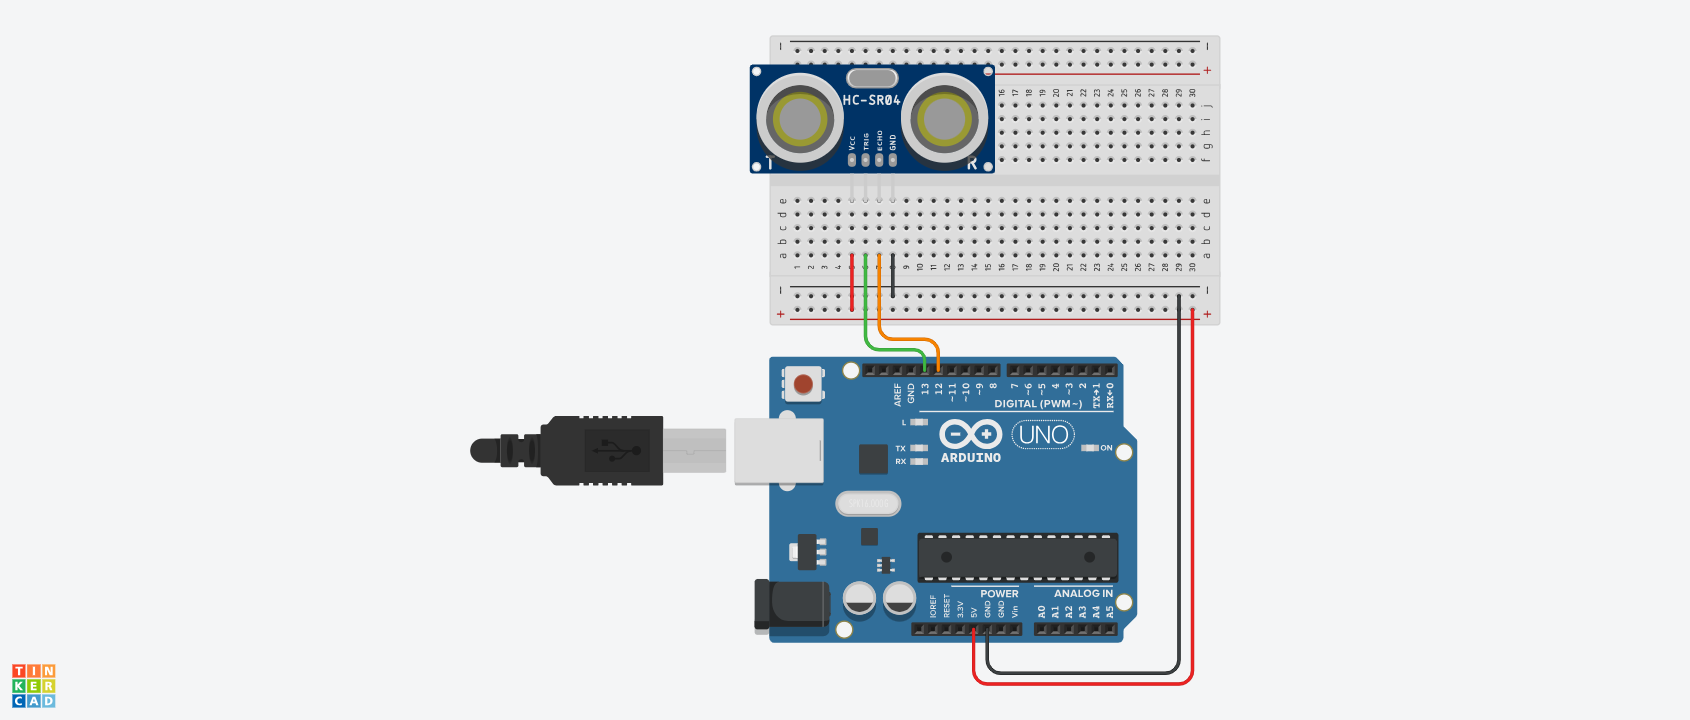 − −
+
16 17 18 19 20 21 22 23 24 25 26 27 28 29 30
j
i
h
g
f
HC-SR04
VCC TRIG ECHO GND
T R
e e
d d
c c
b b
a a
1 2 3 4 5 6 7 8 9 10 11 12 13 14 15 16 17 18 19 20 21 22 23 24 25 26 27 28 29 30
− −
+ +
AREF GND 13 12 ~11 ~10 ~9 8 7 ~6 ~5 4 ~3 2 TX→1 RX←0
DIGITAL (PWM~)
L
TX
RX
UNO
ON
ARDUINO
POWER ANALOG IN
IOREF RESET 3.3V 5V GND GND Vin A0 A1 A2 A3 A4 A5
TIN
KER
CAD